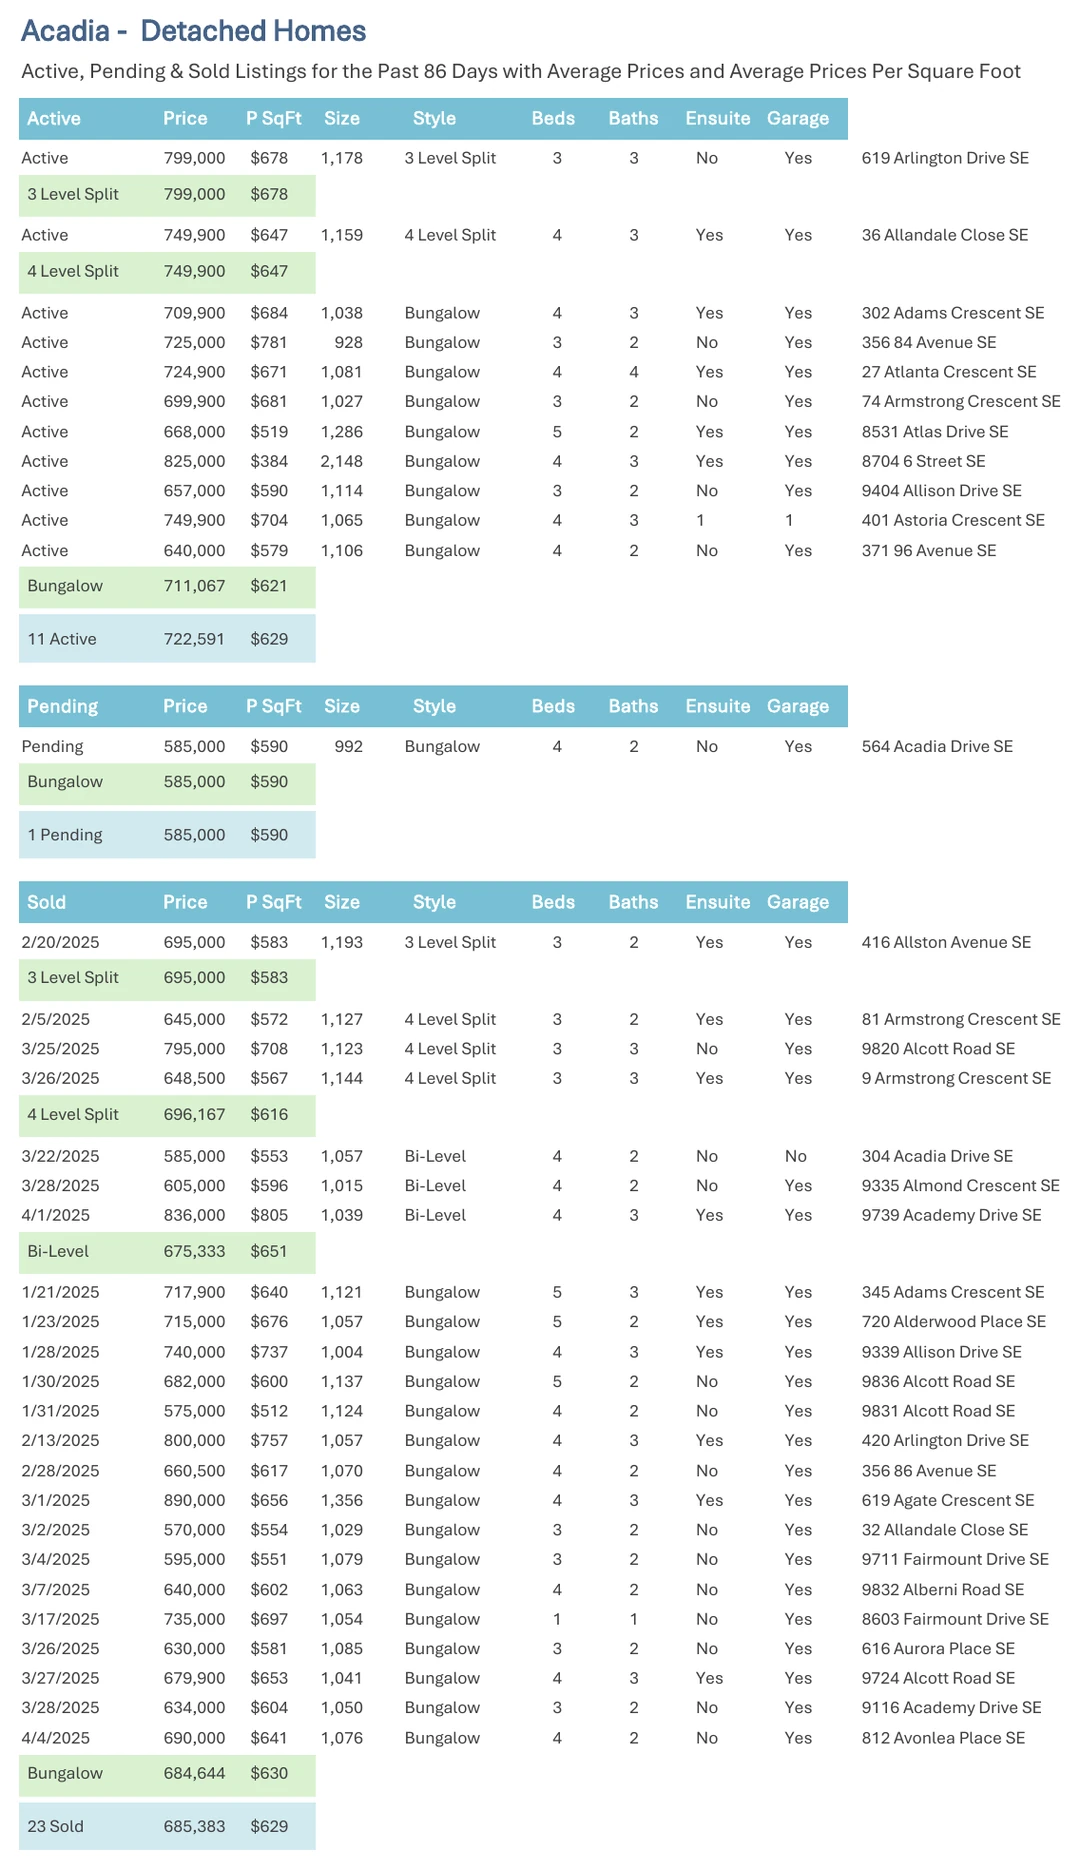 Acadia - Detached Homes
Active, Pending & Sold Listings for the Past 86 Days with Average Prices and Average Prices Per Square Foot
Active Price P SqFt Size Style Beds Baths Ensuite Garage
Active 799,000 $678 1,178 3 Level Split 3 3 No Yes 619 Arlington Drive SE
3 Level Split 799,000 $678
Active 749,900 $647 1,159 4 Level Split 4 3 Yes Yes 36 Allandale Close SE
4 Level Split 749,900 $647
Active 709,900 $684 1,038 Bungalow 4 3 Yes Yes 302 Adams Crescent SE
Active 725,000 $781 928 Bungalow 3 2 No Yes 356 84 Avenue SE
Active 724,900 $671 1,081 Bungalow 4 4 Yes Yes 27 Atlanta Crescent SE
Active 699,900 $681 1,027 Bungalow 3 2 No Yes 74 Armstrong Crescent SE
Active 668,000 $519 1,286 Bungalow 5 2 Yes Yes 8531 Atlas Drive SE
Active 825,000 $384 2,148 Bungalow 4 3 Yes Yes 8704 6 Street SE
Active 657,000 $590 1,114 Bungalow 3 2 No Yes 9404 Allison Drive SE
Active 749,900 $704 1,065 Bungalow 4 3 1 1 401 Astoria Crescent SE
Active 640,000 $579 1,106 Bungalow 4 2 No Yes 371 96 Avenue SE
Bungalow 711,067 $621
11 Active 722,591 $629
Pending Price P SqFt Size Style Beds Baths Ensuite Garage
Pending 585,000 $590 992 Bungalow 4 2 No Yes 564 Acadia Drive SE
Bungalow 585,000 $590
1 Pending 585,000 $590
Sold Price P SqFt Size Style Beds Baths Ensuite Garage
2/20/2025 695,000 $583 1,193 3 Level Split 3 2 Yes Yes 416 Allston Avenue SE
3 Level Split 695,000 $583
2/5/2025 645,000 $572 1,127 4 Level Split 3 2 Yes Yes 81 Armstrong Crescent SE
3/25/2025 795,000 $708 1,123 4 Level Split 3 3 No Yes 9820 Alcott Road SE
3/26/2025 648,500 $567 1,144 4 Level Split 3 3 Yes Yes 9 Armstrong Crescent SE
4 Level Split 696,167 $616
3/22/2025 585,000 $553 1,057 Bi-Level 4 2 No No 304 Acadia Drive SE
3/28/2025 605,000 $596 1,015 Bi-Level 4 2 No Yes 9335 Almond Crescent SE
4/1/2025 836,000 $805 1,039 Bi-Level 4 3 Yes Yes 9739 Academy Drive SE
Bi-Level 675,333 $651
1/21/2025 717,900 $640 1,121 Bungalow 5 3 Yes Yes 345 Adams Crescent SE
1/23/2025 715,000 $676 1,057 Bungalow 5 2 Yes Yes 720 Alderwood Place SE
1/28/2025 740,000 $737 1,004 Bungalow 4 3 Yes Yes 9339 Allison Drive SE
1/30/2025 682,000 $600 1,137 Bungalow 5 2 No Yes 9836 Alcott Road SE
1/31/2025 575,000 $512 1,124 Bungalow 4 2 No Yes 9831 Alcott Road SE
2/13/2025 800,000 $757 1,057 Bungalow 4 3 Yes Yes 420 Arlington Drive SE
2/28/2025 660,500 $617 1,070 Bungalow 4 2 No Yes 356 86 Avenue SE
3/1/2025 890,000 $656 1,356 Bungalow 4 3 Yes Yes 619 Agate Crescent SE
3/2/2025 570,000 $554 1,029 Bungalow 3 2 No Yes 32 Allandale Close SE
3/4/2025 595,000 $551 1,079 Bungalow 3 2 No Yes 9711 Fairmount Drive SE
3/7/2025 640,000 $602 1,063 Bungalow 4 2 No Yes 9832 Alberni Road SE
3/17/2025 735,000 $697 1,054 Bungalow 1 1 No Yes 8603 Fairmount Drive SE
3/26/2025 630,000 $581 1,085 Bungalow 3 2 No Yes 616 Aurora Place SE
3/27/2025 679,900 $653 1,041 Bungalow 4 3 Yes Yes 9724 Alcott Road SE
3/28/2025 634,000 $604 1,050 Bungalow 3 2 No Yes 9116 Academy Drive SE
4/4/2025 690,000 $641 1,076 Bungalow 4 2 No Yes 812 Avonlea Place SE
Bungalow 684,644 $630
23 Sold 685,383 $629